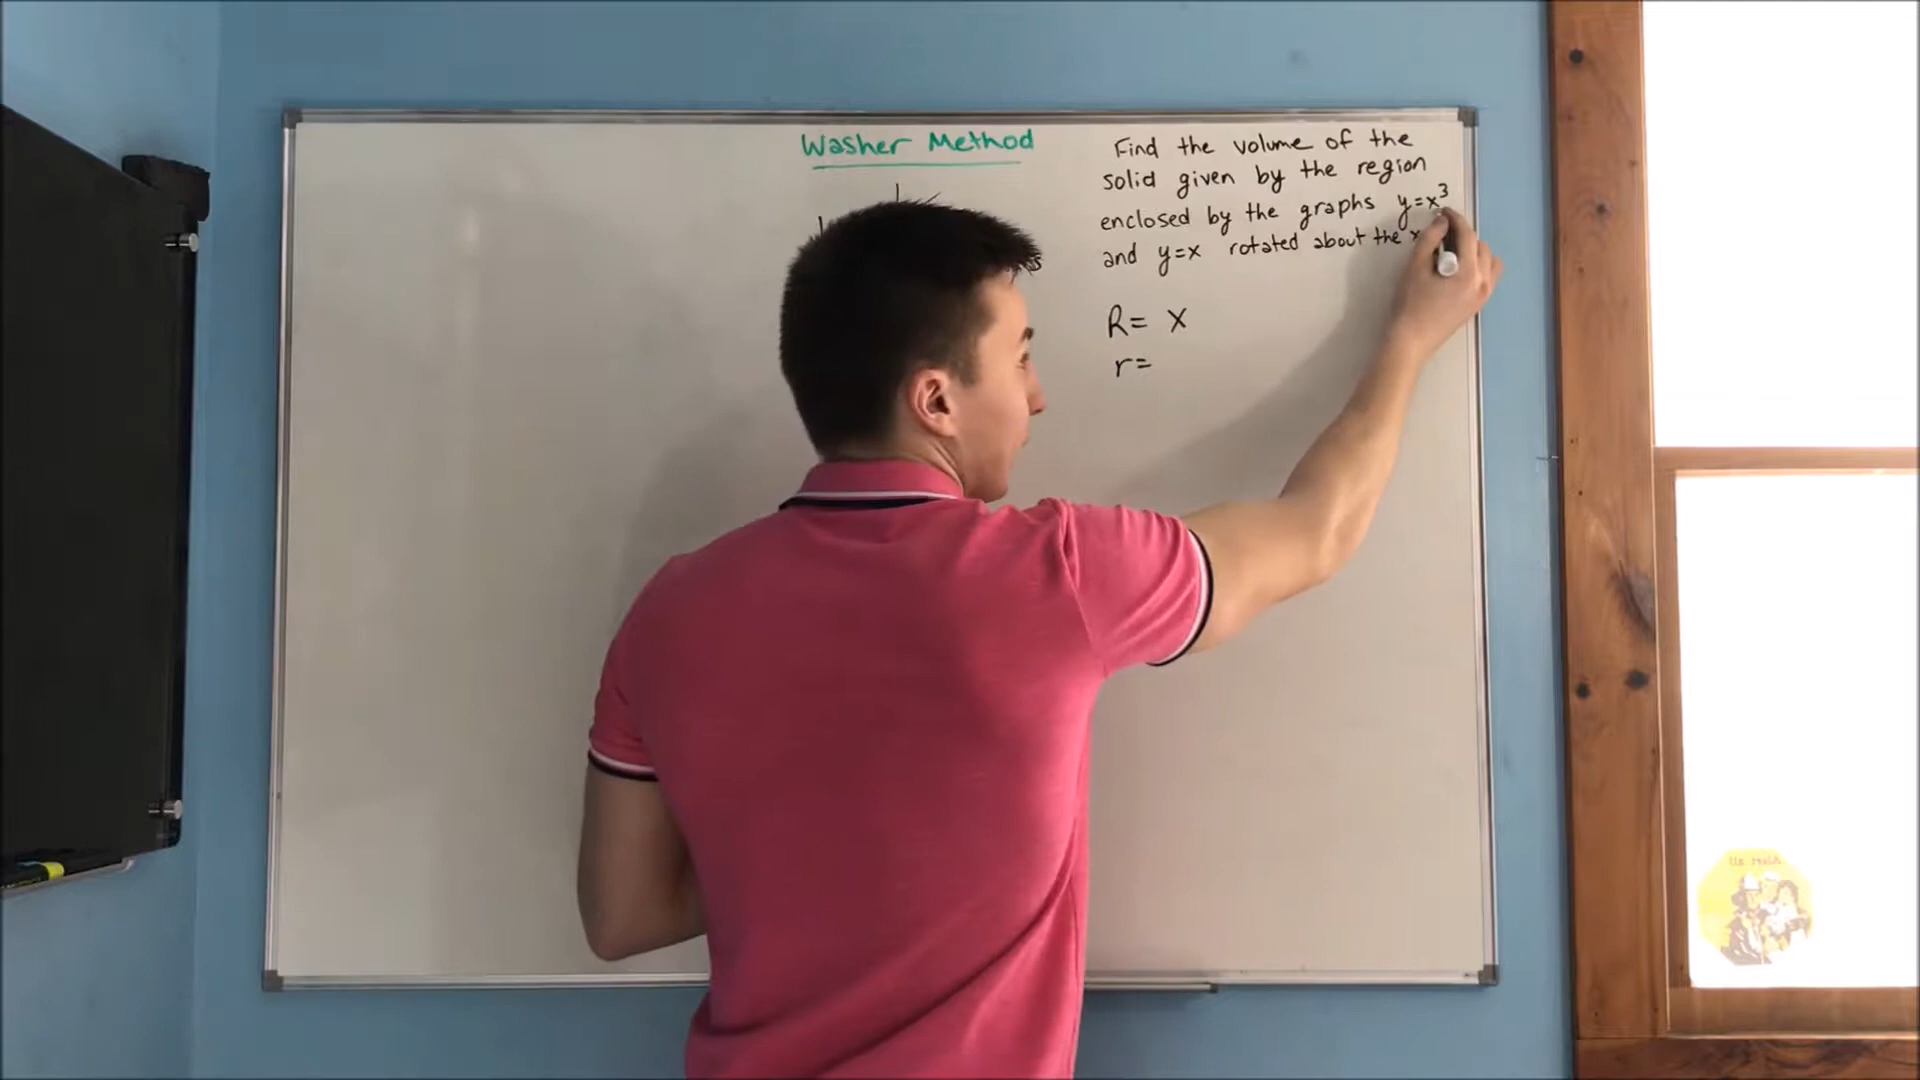 Washer Method
Find the volume of the
solid given by the region
enclosed by the graphs y=x³
and y=x rotated about the x
R= x
r=